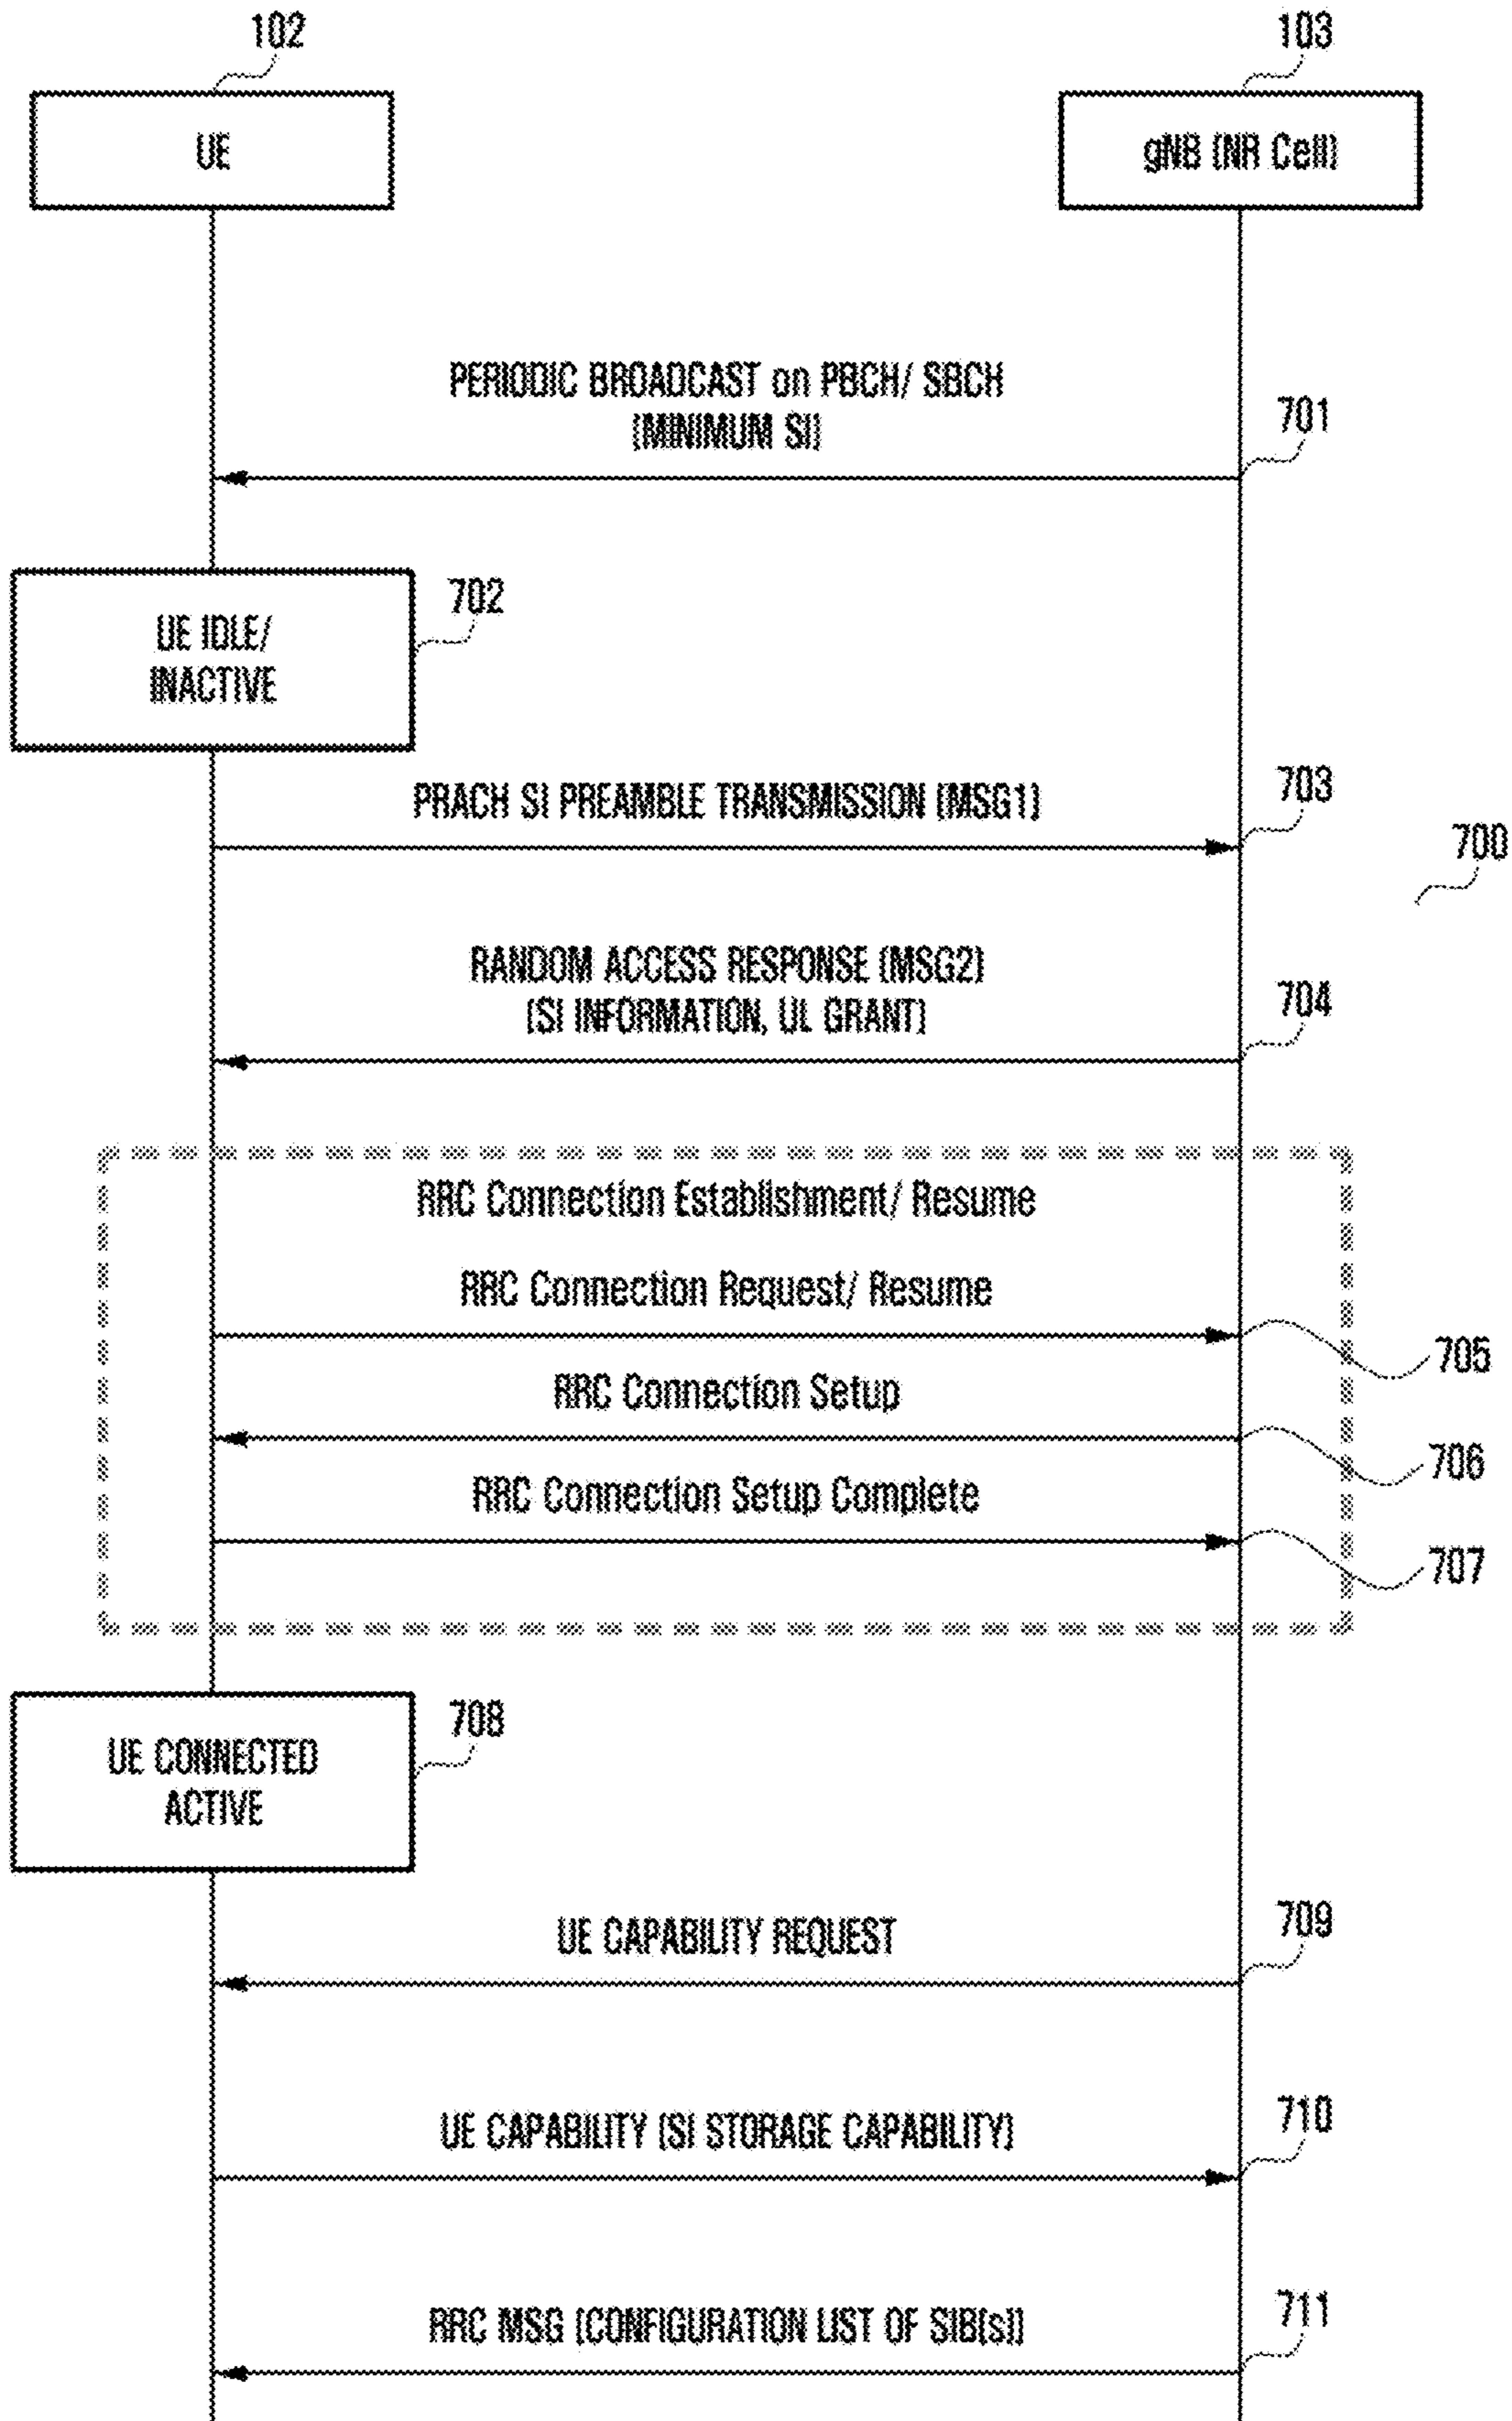 102
103
UE
gNB (NR Cell)
PERIODIC BROADCAST on PBCH/ SBCH
[MINIMUM SI]
701
UE IDLE/
INACTIVE
702
PRACH SI PREAMBLE TRANSMISSION (MSG1)
703
700
RANDOM ACCESS RESPONSE (MSG2)
[SI INFORMATION, UL GRANT]
704
RRC Connection Establishment/ Resume
RRC Connection Request/ Resume
705
RRC Connection Setup
706
RRC Connection Setup Complete
707
UE CONNECTED
ACTIVE
708
UE CAPABILITY REQUEST
709
UE CAPABILITY [SI STORAGE CAPABILITY]
710
RRC MSG [CONFIGURATION LIST OF SIB(s)]
711